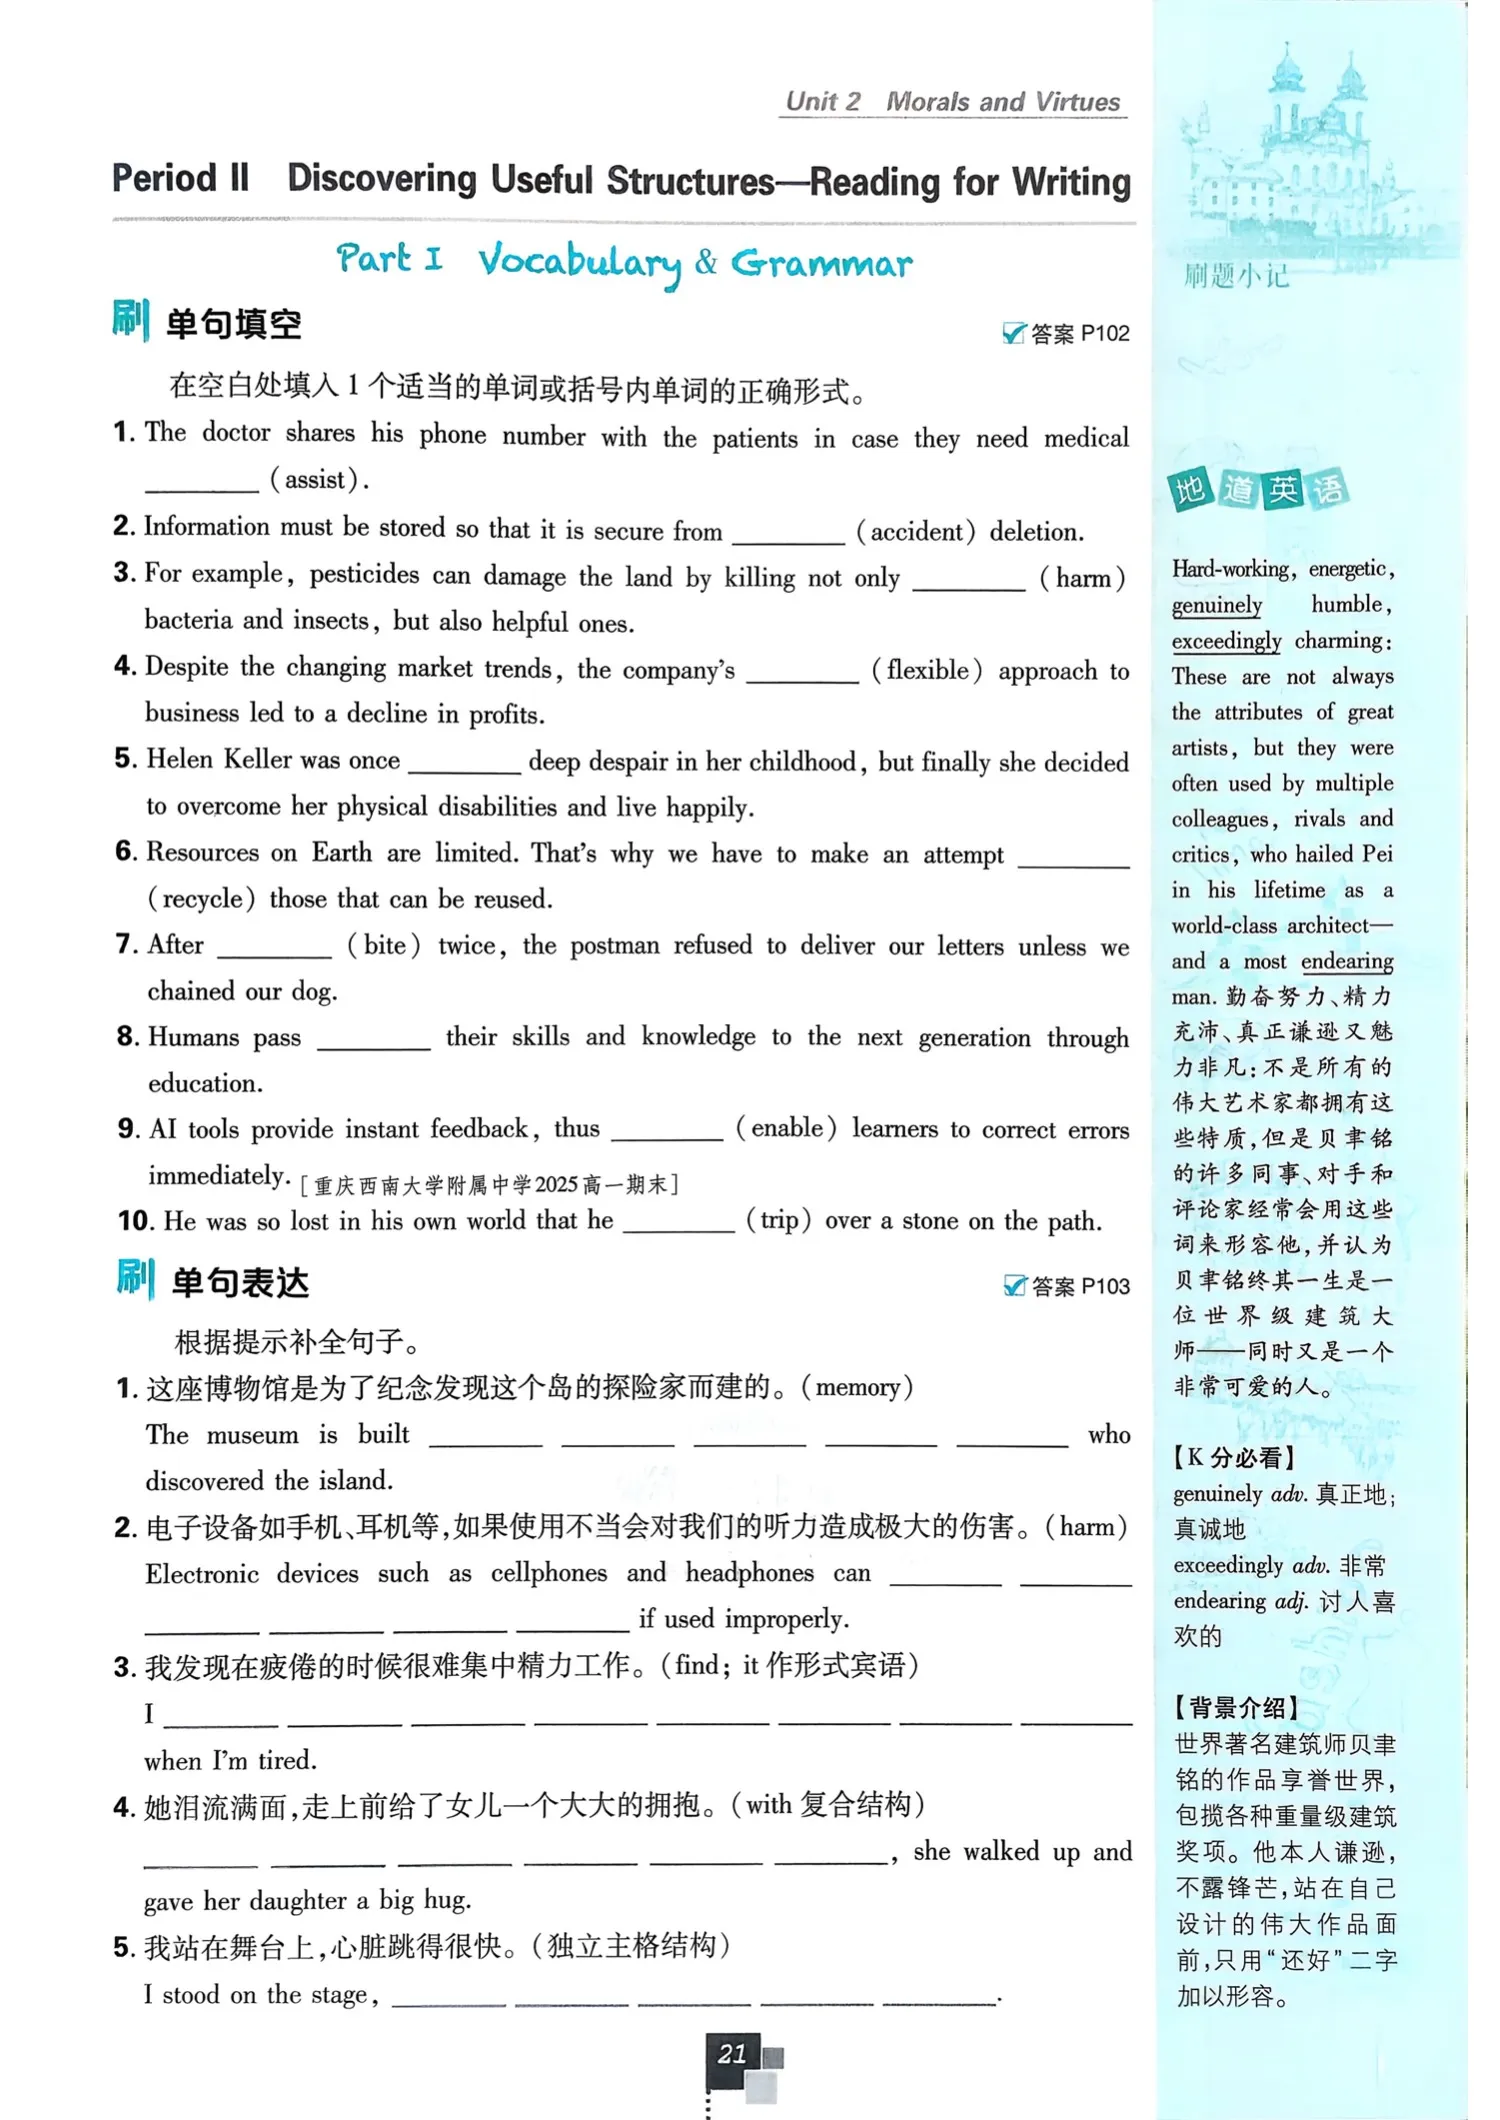 Unit 2 Morals and Virtues
Period II Discovering Useful Structures—Reading for Writing
Part I Vocabulary & Grammar
刷 单句填空
答案 P102
在空白处填入 1 个适当的单词或括号内单词的正确形式。
1. The doctor shares his phone number with the patients in case they need medical
________ (assist).
2. Information must be stored so that it is secure from ________ (accident) deletion.
3. For example, pesticides can damage the land by killing not only ________ (harm)
bacteria and insects, but also helpful ones.
4. Despite the changing market trends, the company's ________ (flexible) approach to
business led to a decline in profits.
5. Helen Keller was once ________ deep despair in her childhood, but finally she decided
to overcome her physical disabilities and live happily.
6. Resources on Earth are limited. That's why we have to make an attempt ________
(recycle) those that can be reused.
7. After ________ (bite) twice, the postman refused to deliver our letters unless we
chained our dog.
8. Humans pass ________ their skills and knowledge to the next generation through
education.
9. AI tools provide instant feedback, thus ________ (enable) learners to correct errors
immediately. [重庆西南大学附属中学2025高一期末]
10. He was so lost in his own world that he ________ (trip) over a stone on the path.
刷 单句表达
答案 P103
根据提示补全句子。
1. 这座博物馆是为了纪念发现这个岛的探险家而建的。(memory)
The museum is built ________ ________ ________ ________ ________ who
discovered the island.
2. 电子设备如手机、耳机等,如果使用不当会对我们的听力造成极大的伤害。(harm)
Electronic devices such as cellphones and headphones can ________ ________
________ ________ ________ ________ if used improperly.
3. 我发现在疲倦的时候很难集中精力工作。(find; it 作形式宾语)
I ________ ________ ________ ________ ________ ________ ________ ________
when I'm tired.
4. 她泪流满面,走上前给了女儿一个大大的拥抱。(with 复合结构)
________ ________ ________ ________ ________ ________, she walked up and
gave her daughter a big hug.
5. 我站在舞台上,心脏跳得很快。(独立主格结构)
I stood on the stage, ________ ________ ________ ________ ________.
21
刷题小记
地道英语
Hard-working, energetic,
genuinely humble,
exceedingly charming:
These are not always
the attributes of great
artists, but they were
often used by multiple
colleagues, rivals and
critics, who hailed Pei
in his lifetime as a
world-class architect—
and a most endearing
man. 勤奋努力、精力
充沛、真正谦逊又魅
力非凡:不是所有的
伟大艺术家都拥有这
些特质,但是贝聿铭
的许多同事、对手和
评论家经常会用这些
词来形容他,并认为
贝聿铭终其一生是一
位世界级建筑大
师——同时又是一个
非常可爱的人。
【K 分必看】
genuinely adv. 真正地;
真诚地
exceedingly adv. 非常
endearing adj. 讨人喜
欢的
【背景介绍】
世界著名建筑师贝聿
铭的作品享誉世界,
包揽各种重量级建筑
奖项。他本人谦逊,
不露锋芒,站在自己
设计的伟大作品面
前,只用“还好”二字
加以形容。